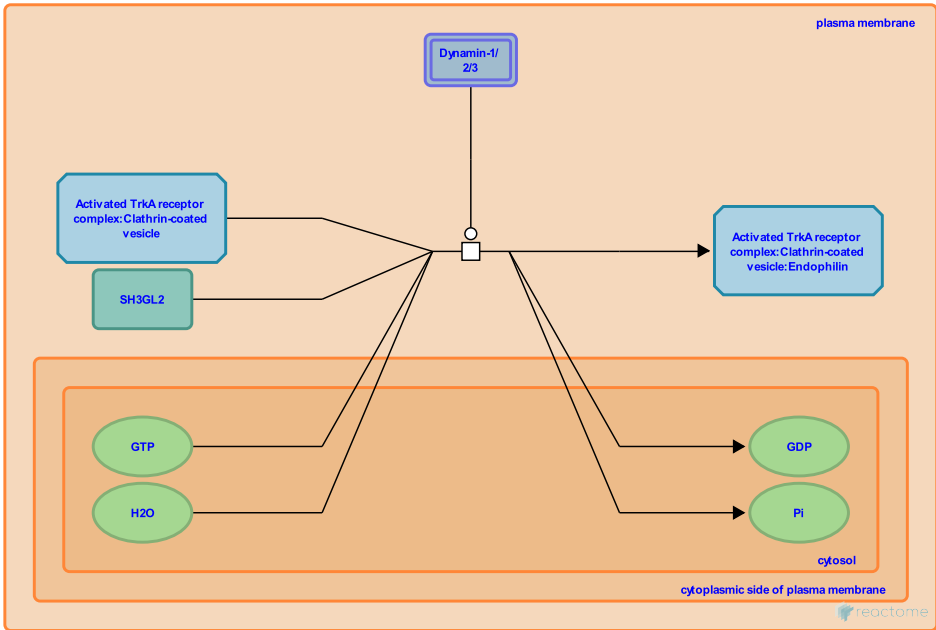 plasma membrane
Dynamin-1/
2/3
Activated TrkA receptor
complex:Clathrin-coated
vesicle
SH3GL2
Activated TrkA receptor
complex:Clathrin-coated
vesicle:Endophilin
GTP
H2O
GDP
Pi
cytosol
cytoplasmic side of plasma membrane
reactome